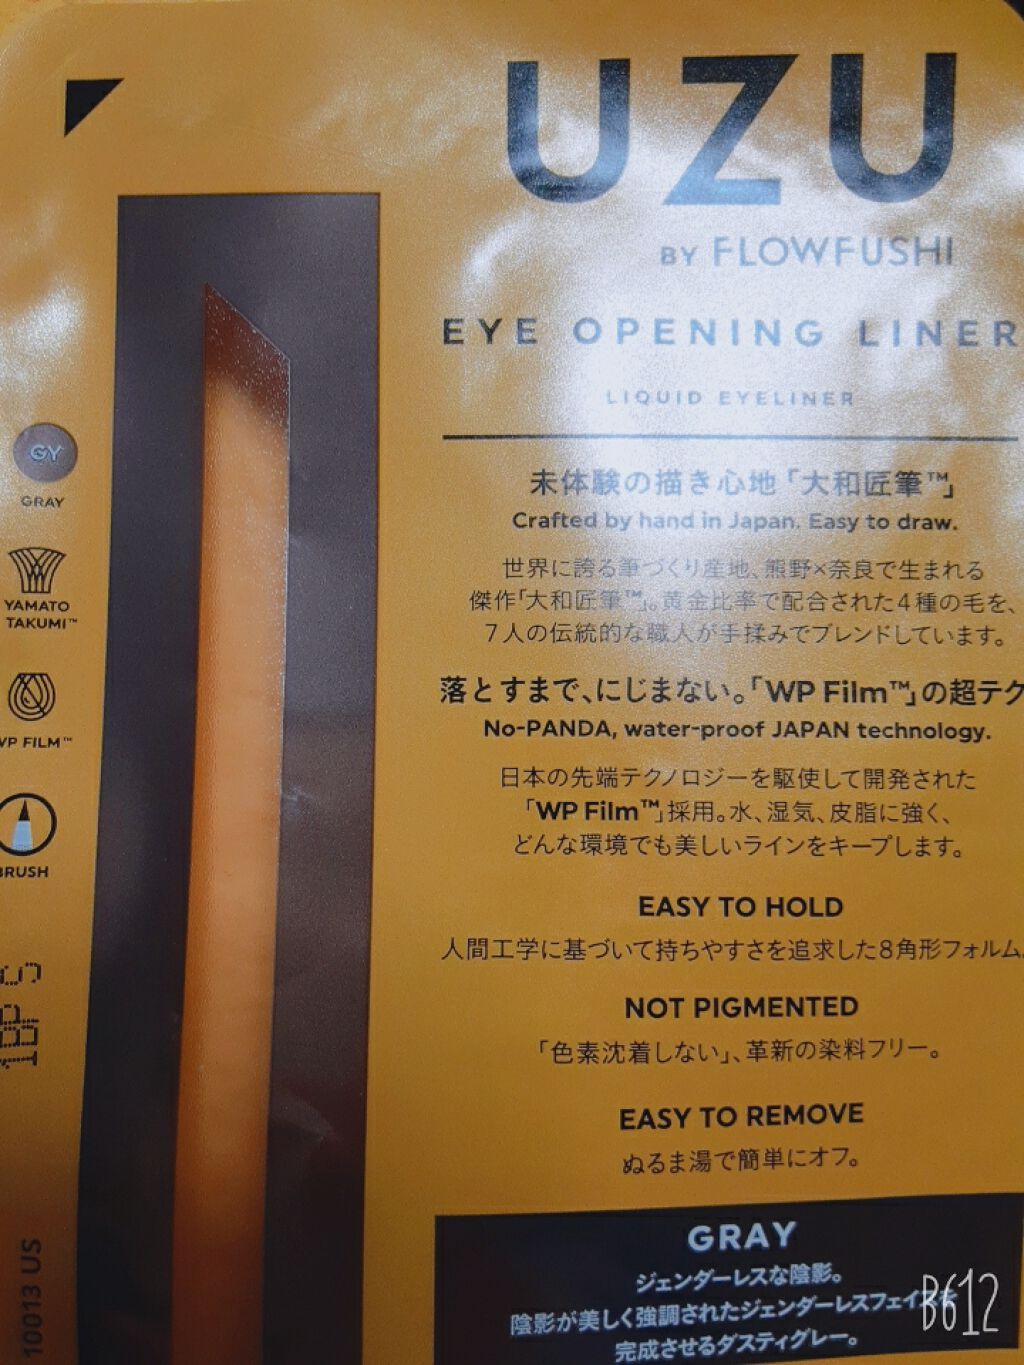 UZU
BY FLOWFUSHI
EYE OPENING LINER
LIQUID EYELINER
未体験の描き心地「大和匠筆™」
Crafted by hand in Japan. Easy to draw.
世界に誇る筆づくり産地、熊野×奈良で生まれる
傑作「大和匠筆™」。黄金比率で配合された4種の毛を、
7人の伝統的な職人が手揉みでブレンドしています。
落とすまで、にじまない。「WP Film™」の超テク
No-PANDA, water-proof JAPAN technology.
日本の先端テクノロジーを駆使して開発された
「WP Film™」採用。水、湿気、皮脂に強く、
どんな環境でも美しいラインをキープします。
EASY TO HOLD
人間工学に基づいて持ちやすさを追求した8角形フォルム。
NOT PIGMENTED
「色素沈着しない」、革新の染料フリー。
EASY TO REMOVE
ぬるま湯で簡単にオフ。
GRAY
ジェンダーレスな陰影。
陰影が美しく強調されたジェンダーレスフェイスを
完成させるダスティグレー。
GY
GRAY
YAMATO
TAKUMI™
WP FILM™
BRUSH
10013 US
B612